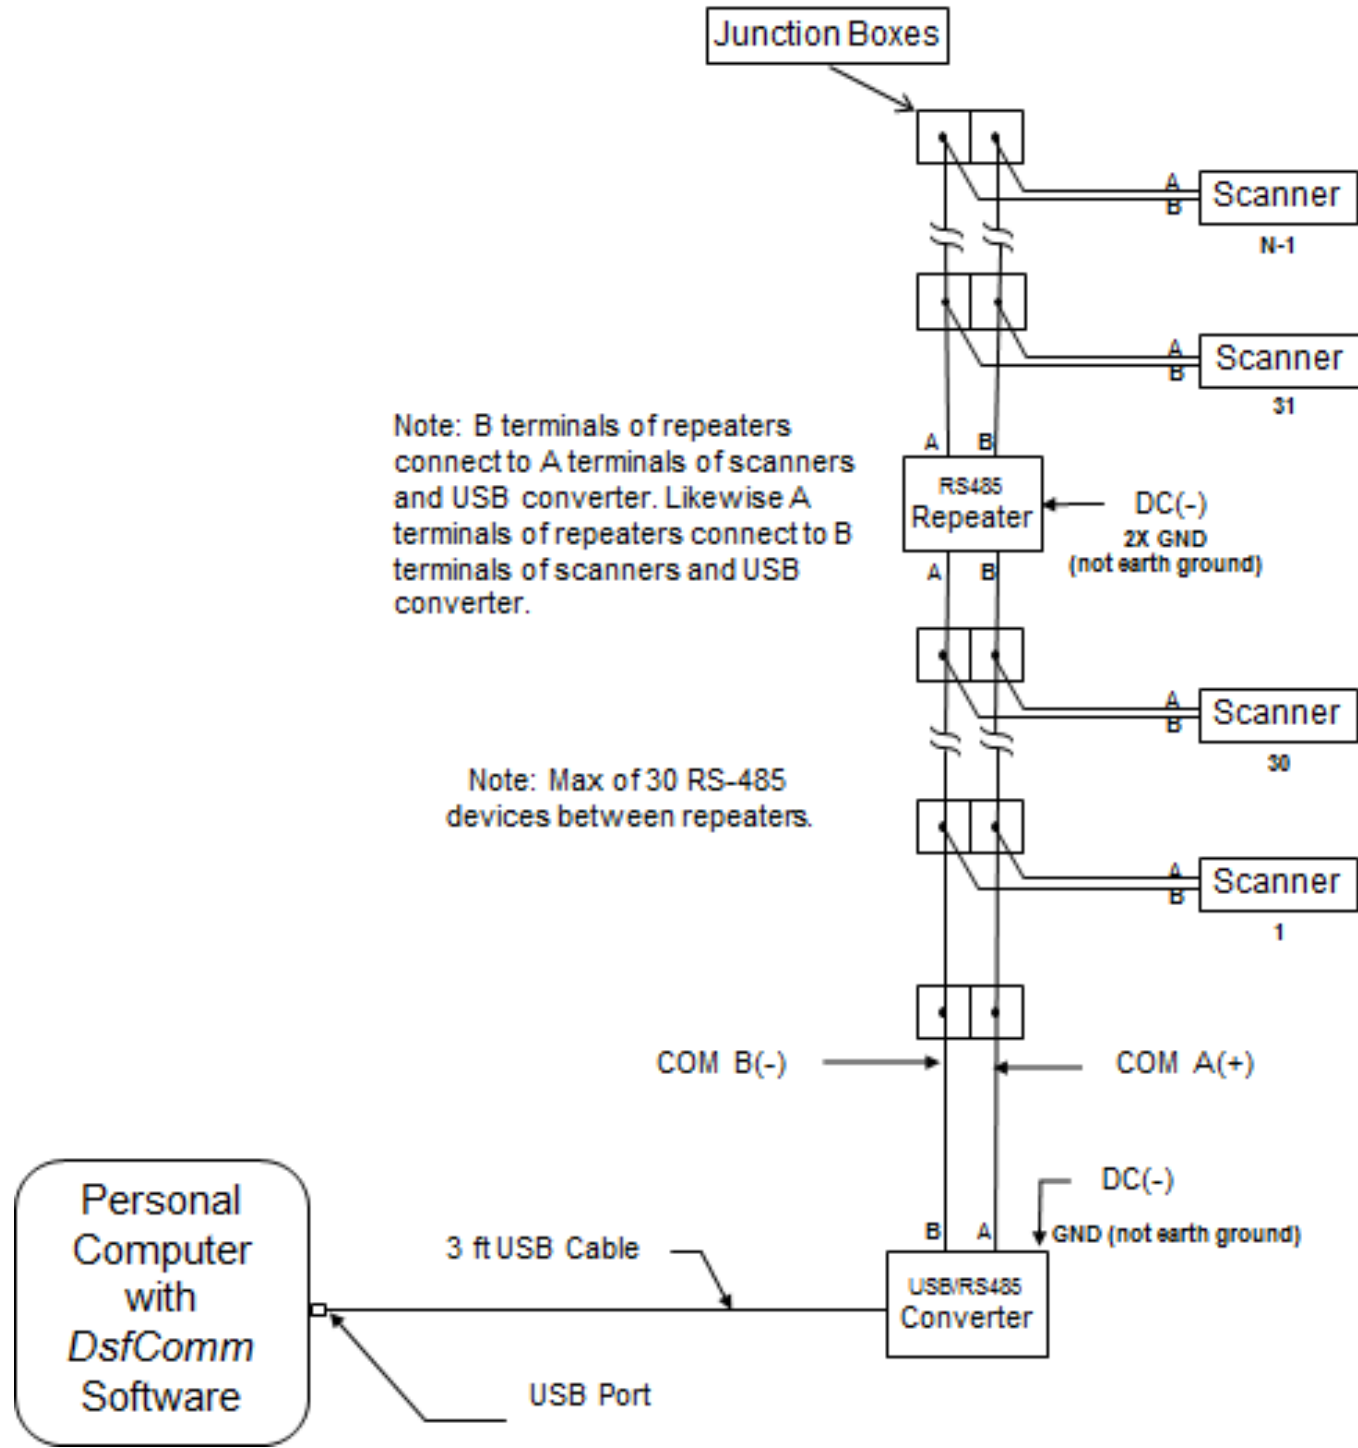 Junction Boxes
A
B
Scanner
N-1
A
B
Scanner
31
Note: B terminals of repeaters
connect to A terminals of scanners
and USB converter. Likewise A
terminals of repeaters connect to B
terminals of scanners and USB
converter.
A B
RS485
Repeater
A B
DC(-)
2X GND
(not earth ground)
A
B
Scanner
30
Note: Max of 30 RS-485
devices between repeaters.
A
B
Scanner
1
COM B(-)
COM A(+)
DC(-)
GND (not earth ground)
B A
USB/RS485
Converter
3 ft USB Cable
Personal
Computer
with
DsfComm
Software
USB Port